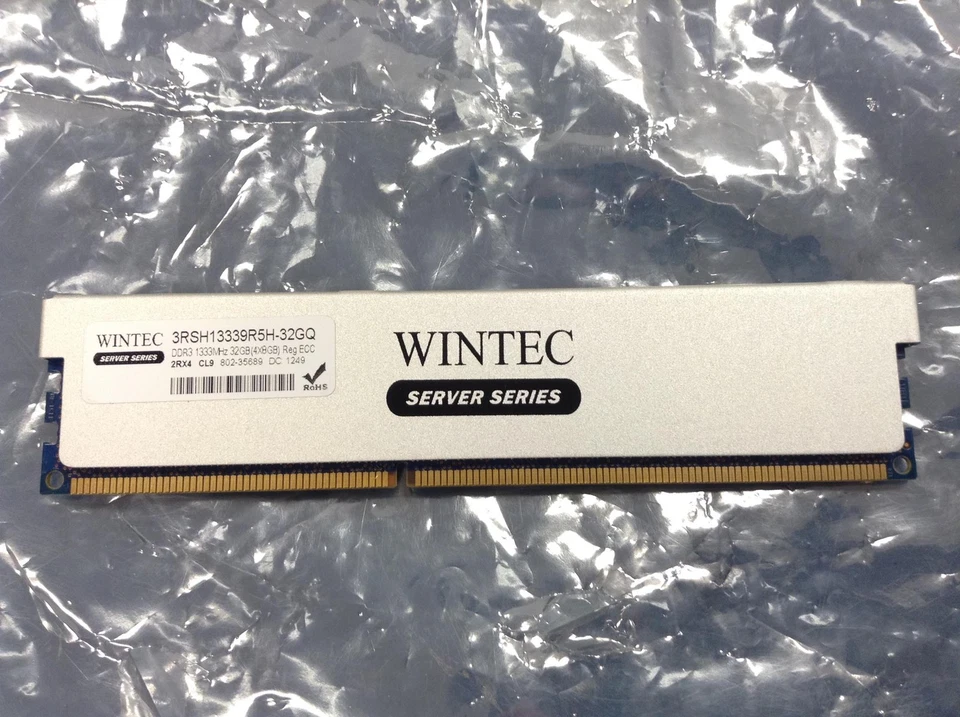 WINTEC
SERVER SERIES
3RSH13339R5H-32GQ
DDR3 1333MHz 32GB(4X8GB) Reg ECC
2RX4 CL9 802-35689 DC 1249
RoHS
WINTEC
SERVER SERIES